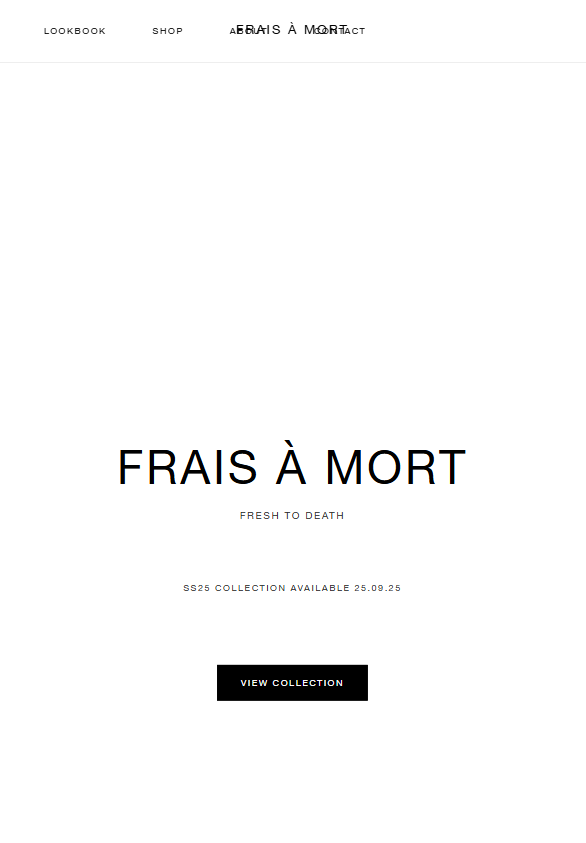 LOOKBOOK SHOP ABOUT FRAIS À MORT CONTACT
FRAIS À MORT
FRESH TO DEATH
SS25 COLLECTION AVAILABLE 25.09.25
VIEW COLLECTION